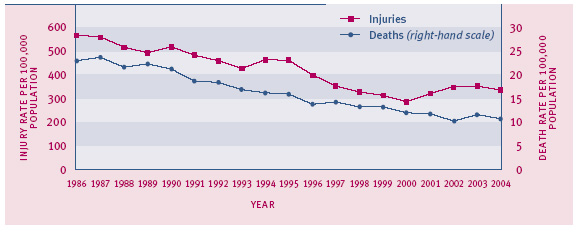 600
500
400
300
200
100
0
INJURY RATE PER 100,000
POPULATION
Injuries
Deaths (right-hand scale)
30
25
20
15
10
5
0
DEATH RATE PER 100,000
POPULATION
1986 1987 1988 1989 1990 1991 1992 1993 1994 1995 1996 1997 1998 1999 2000 2001 2002 2003 2004
YEAR